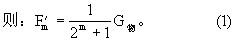 则：F′ₘ = 1/(2ᵐ+1) G物。 (1)